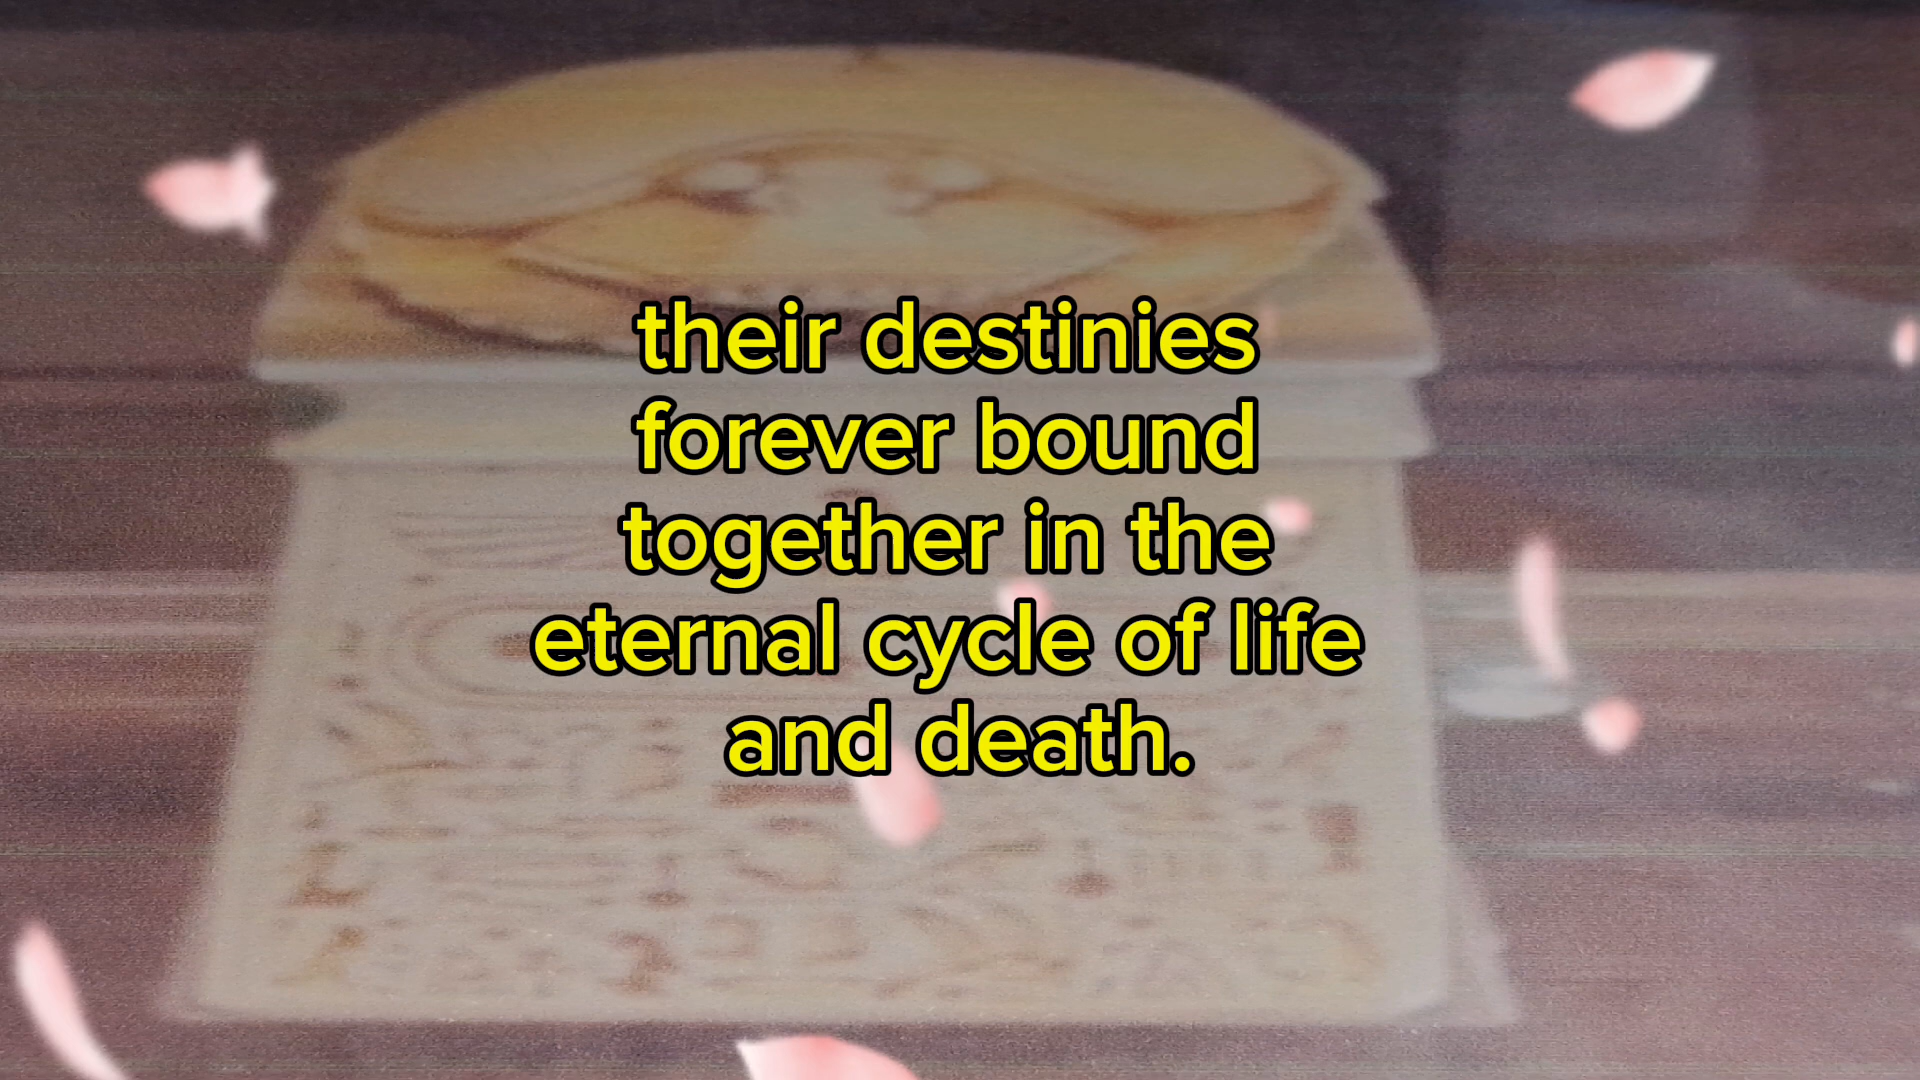 their destinies
forever bound
together in the
eternal cycle of life
and death.